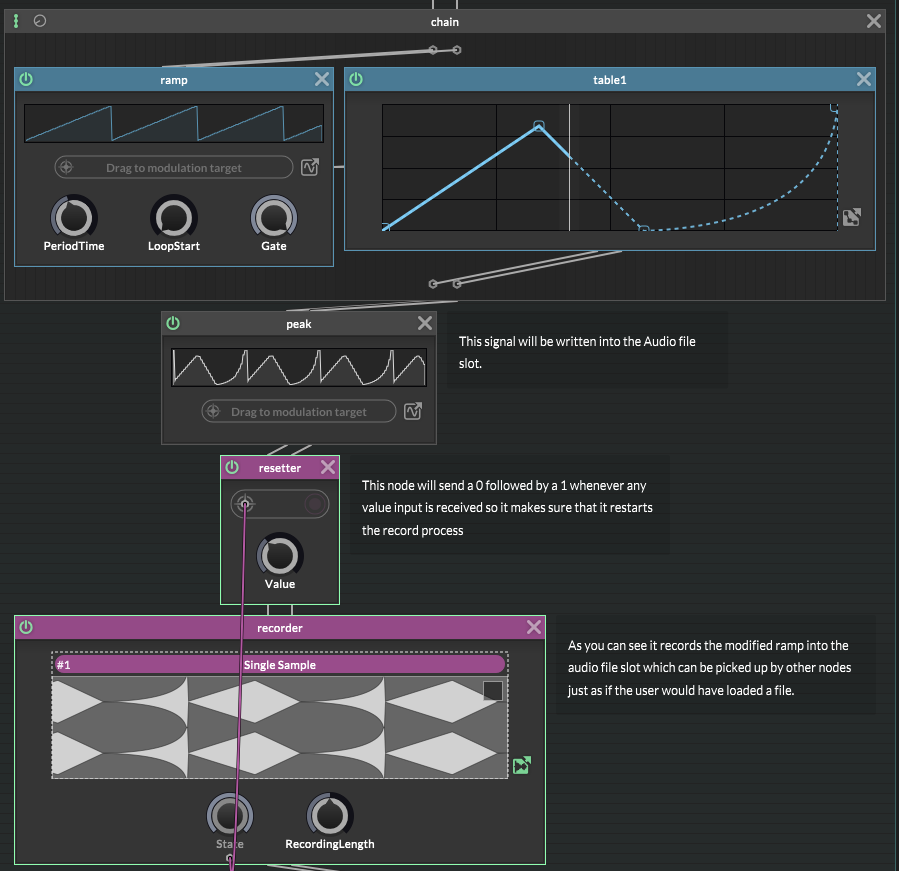 chain
ramp
table1
Drag to modulation target
PeriodTime
LoopStart
Gate
peak
This signal will be written into the Audio file
slot.
Drag to modulation target
resetter
This node will send a 0 followed by a 1 whenever any
value input is received so it makes sure that it restarts
the record process
Value
recorder
As you can see it records the modified ramp into the
audio file slot which can be picked up by other nodes
just as if the user would have loaded a file.
#1
Single Sample
State
RecordingLength